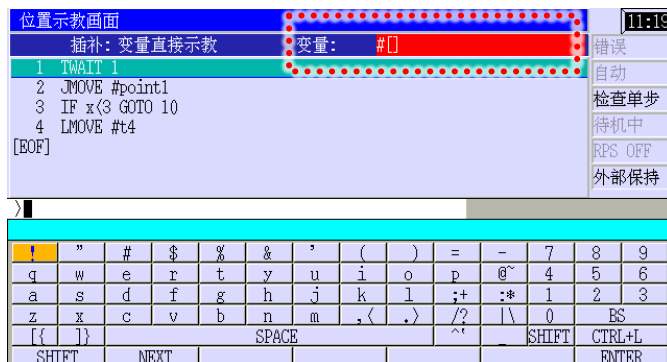 位置示教画面
11:19
插补:变量直接示教 变量: #[]
错误
1 TWAIT 1
自动
2 JMOVE #point1
3 IF x<3 GOTO 10
检查单步
4 LMOVE #t4
待机中
[EOF]
RPS OFF
外部保持
>
! " # $ % & ' ( ) = - 7 8 9
q w e r t y u i o p @~ 4 5 6
a s d f g h j k l ;+ :* 1 2 3
z x c v b n m ,< .> /? |\ 0 BS
[{ ]} SPACE ^` _ SHIFT CTRL+L
SHIFT NEXT ENTER